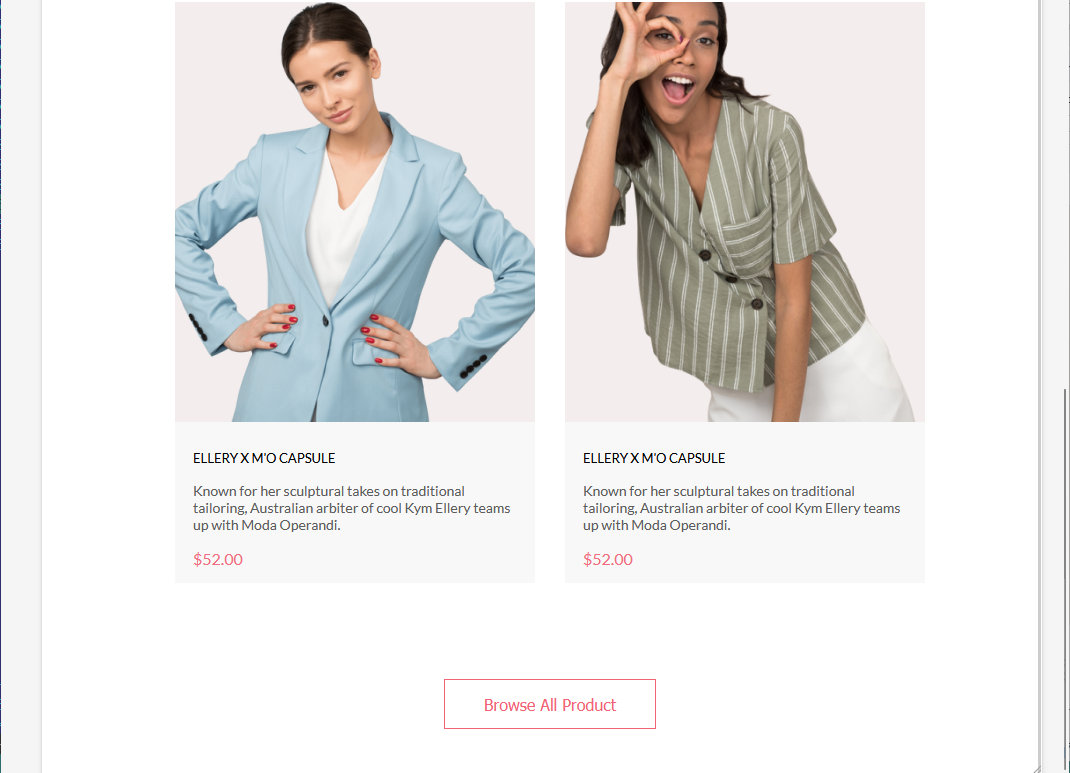 ELLERY X M'O CAPSULE
Known for her sculptural takes on traditional
tailoring, Australian arbiter of cool Kym Ellery teams
up with Moda Operandi.
$52.00
ELLERY X M'O CAPSULE
Known for her sculptural takes on traditional
tailoring, Australian arbiter of cool Kym Ellery teams
up with Moda Operandi.
$52.00
Browse All Product